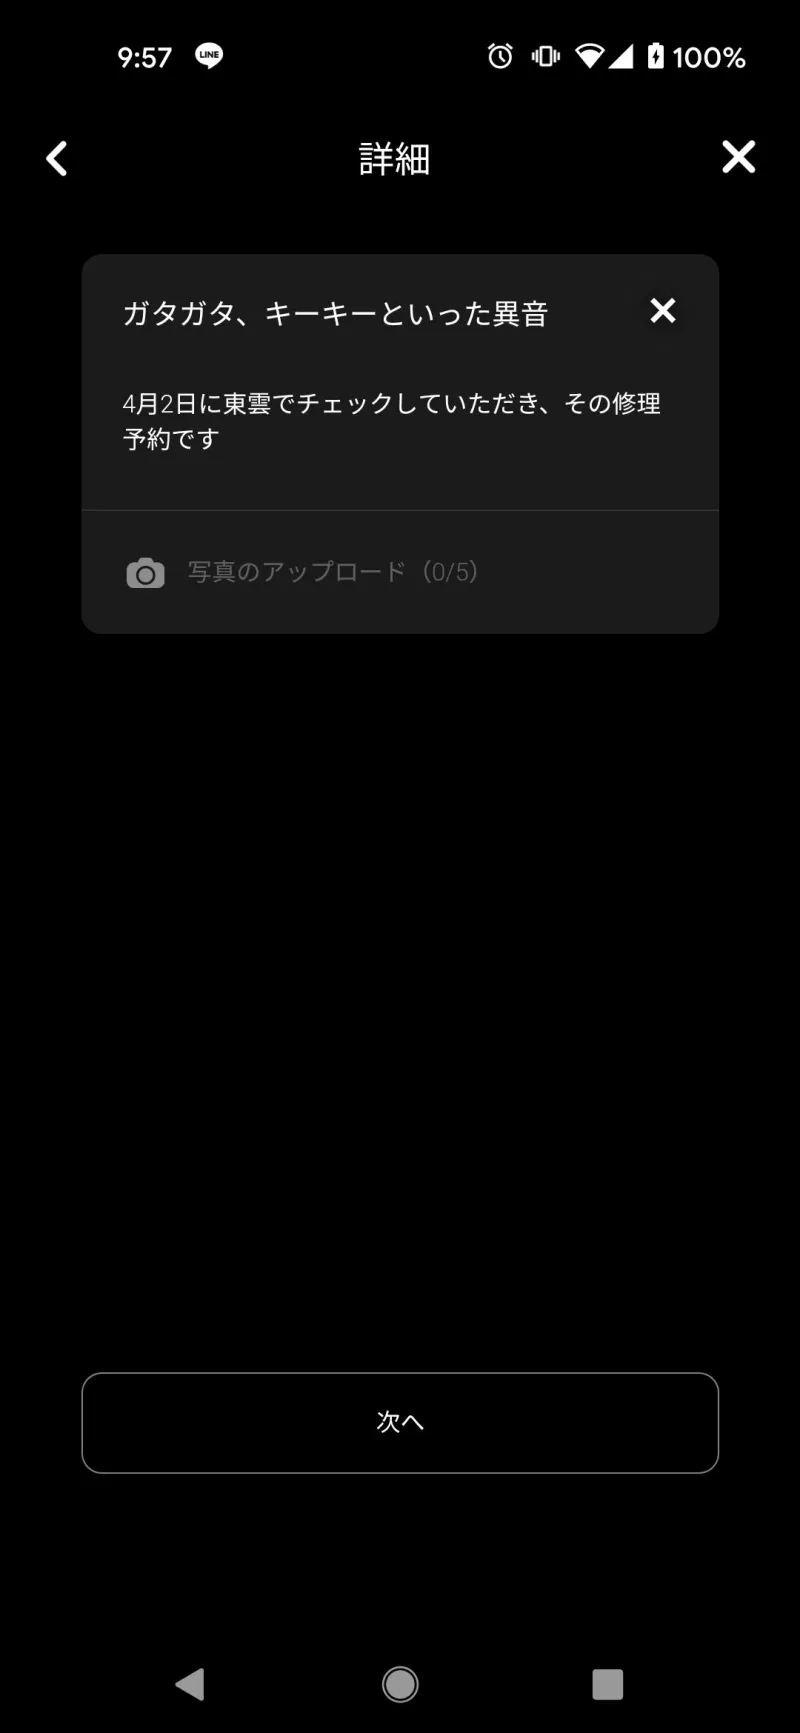 9:57 LINE 100%
詳細
ガタガタ、キーキーといった異音
4月2日に東雲でチェックしていただき、その修理
予約です
写真のアップロード（0/5）
次へ